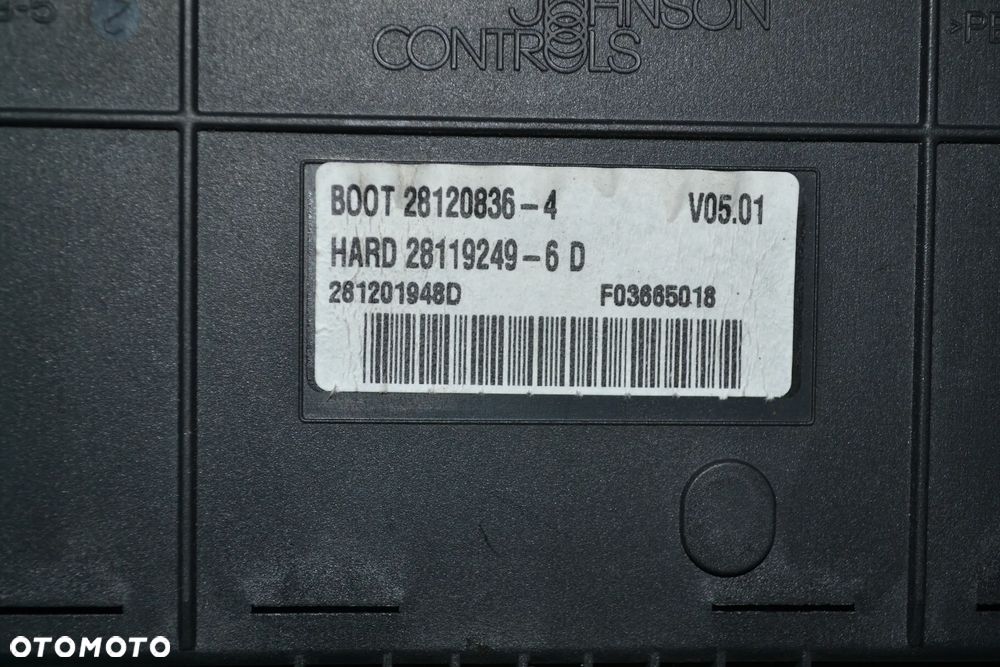 JOHNSON
CONTROLS
BOOT 28120836-4 V05.01
HARD 28119249-6 D
281201948D F03665018
OTOMOTO